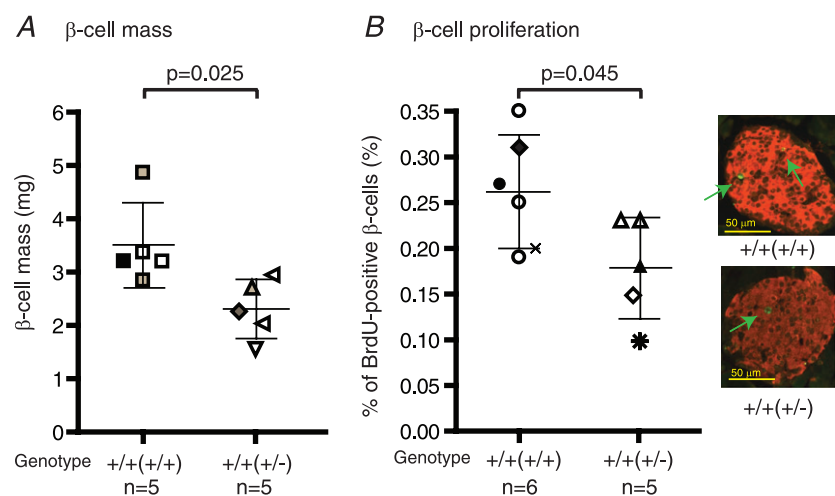 A β-cell mass
p=0.025
6
5
4
3
2
1
0
β-cell mass (mg)
Genotype
+/+(+/+)
+/+(+/-)
n=5
n=5
B β-cell proliferation
p=0.045
0.35
0.30
0.25
0.20
0.15
0.10
0.05
0.00
% of BrdU-positive β-cells (%)
Genotype
+/+(+/+)
+/+(+/-)
n=6
n=5
50 μm
+/+(+/+)
50 μm
+/+(+/-)